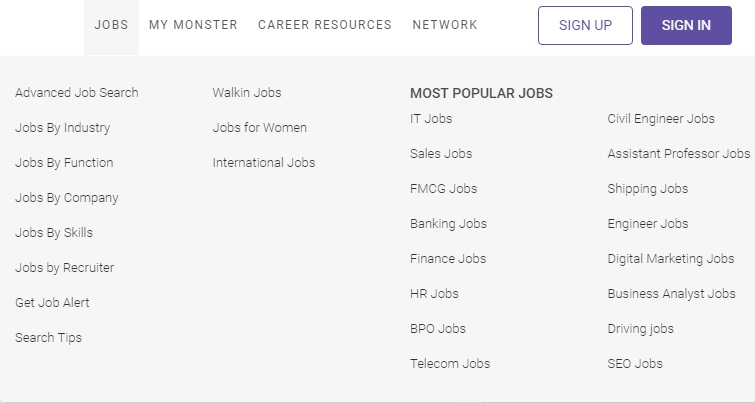 JOBS
MY MONSTER
CAREER RESOURCES
NETWORK
SIGN UP
SIGN IN
Advanced Job Search
Jobs By Industry
Jobs By Function
Jobs By Company
Jobs By Skills
Jobs by Recruiter
Get Job Alert
Search Tips
Walkin Jobs
Jobs for Women
International Jobs
MOST POPULAR JOBS
IT Jobs
Sales Jobs
FMCG Jobs
Banking Jobs
Finance Jobs
HR Jobs
BPO Jobs
Telecom Jobs
Civil Engineer Jobs
Assistant Professor Jobs
Shipping Jobs
Engineer Jobs
Digital Marketing Jobs
Business Analyst Jobs
Driving jobs
SEO Jobs